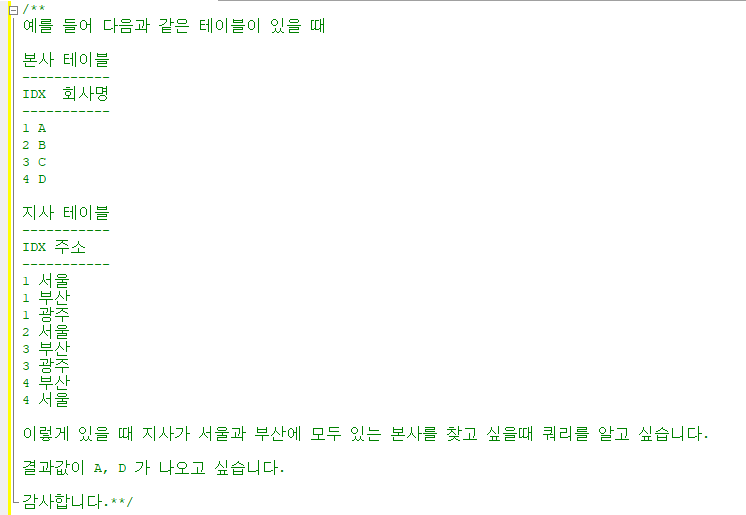 /**
예를 들어 다음과 같은 테이블이 있을 때
본사 테이블
-----------
IDX  회사명
-----------
1 A
2 B
3 C
4 D
지사 테이블
-----------
IDX 주소
-----------
1 서울
1 부산
1 광주
2 서울
3 부산
3 광주
4 부산
4 서울
이렇게 있을 때 지사가 서울과 부산에 모두 있는 본사를 찾고 싶을때 쿼리를 알고 싶습니다.
결과값이 A, D 가 나오고 싶습니다.
감사합니다.**/